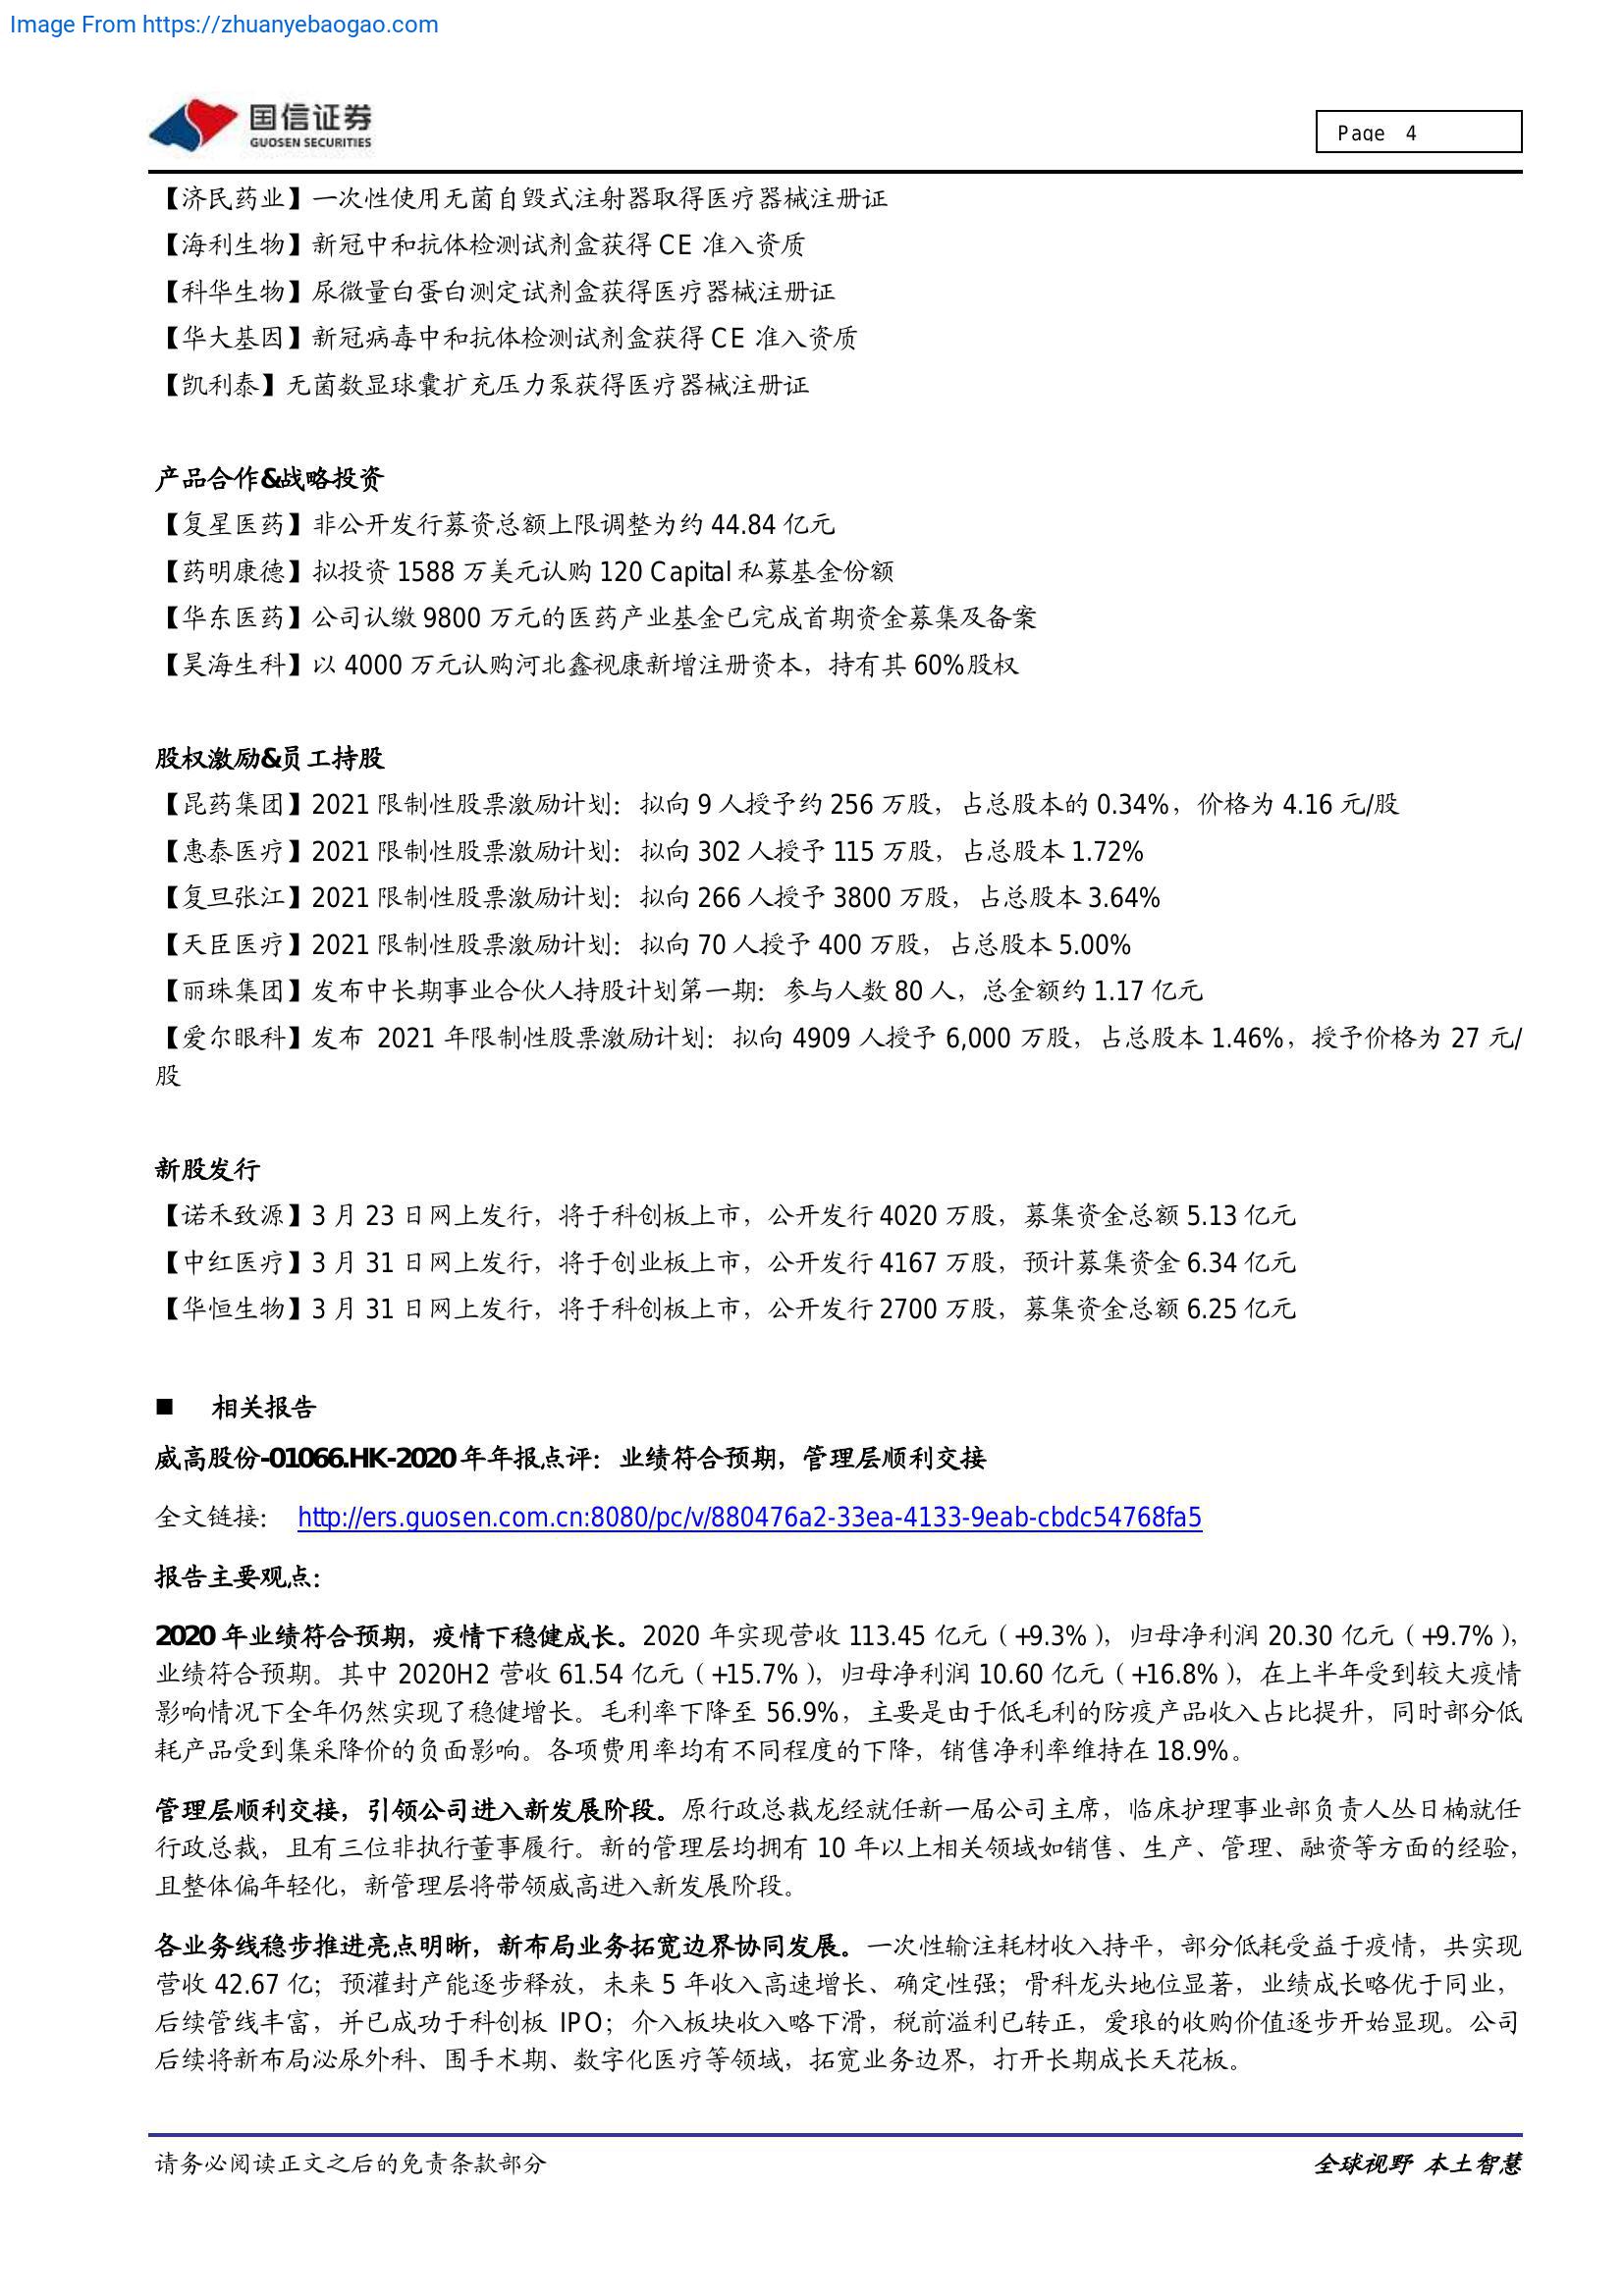 Image From https://zhuanyebaogao.com
国信证券
GUOSEN SECURITIES
Page 4
【济民药业】一次性使用无菌自毁式注射器取得医疗器械注册证
【海利生物】新冠中和抗体检测试剂盒获得 CE 准入资质
【科华生物】尿微量白蛋白测定试剂盒获得医疗器械注册证
【华大基因】新冠病毒中和抗体检测试剂盒获得 CE 准入资质
【凯利泰】无菌数显球囊扩充压力泵获得医疗器械注册证
产品合作&战略投资
【复星医药】非公开发行募资总额上限调整为约 44.84 亿元
【药明康德】拟投资 1588 万美元认购 120 Capital 私募基金份额
【华东医药】公司认缴 9800 万元的医药产业基金已完成首期资金募集及备案
【昊海生科】以 4000 万元认购河北鑫视康新增注册资本，持有其 60%股权
股权激励&员工持股
【昆药集团】2021 限制性股票激励计划：拟向 9 人授予约 256 万股，占总股本的 0.34%，价格为 4.16 元/股
【惠泰医疗】2021 限制性股票激励计划：拟向 302 人授予 115 万股，占总股本 1.72%
【复旦张江】2021 限制性股票激励计划：拟向 266 人授予 3800 万股，占总股本 3.64%
【天臣医疗】2021 限制性股票激励计划：拟向 70 人授予 400 万股，占总股本 5.00%
【丽珠集团】发布中长期事业合伙人持股计划第一期：参与人数 80 人，总金额约 1.17 亿元
【爱尔眼科】发布 2021 年限制性股票激励计划：拟向 4909 人授予 6,000 万股，占总股本 1.46%，授予价格为 27 元/
股
新股发行
【诺禾致源】3 月 23 日网上发行，将于科创板上市，公开发行 4020 万股，募集资金总额 5.13 亿元
【中红医疗】3 月 31 日网上发行，将于创业板上市，公开发行 4167 万股，预计募集资金 6.34 亿元
【华恒生物】3 月 31 日网上发行，将于科创板上市，公开发行 2700 万股，募集资金总额 6.25 亿元
■ 相关报告
威高股份-01066.HK-2020 年年报点评：业绩符合预期，管理层顺利交接
全文链接： http://ers.guosen.com.cn:8080/pc/v/880476a2-33ea-4133-9eab-cbdc54768fa5
报告主要观点：
2020 年业绩符合预期，疫情下稳健成长。2020 年实现营收 113.45 亿元（+9.3%），归母净利润 20.30 亿元（+9.7%），
业绩符合预期。其中 2020H2 营收 61.54 亿元（+15.7%），归母净利润 10.60 亿元（+16.8%），在上半年受到较大疫情
影响情况下全年仍然实现了稳健增长。毛利率下降至 56.9%，主要是由于低毛利的防疫产品收入占比提升，同时部分低
耗产品受到集采降价的负面影响。各项费用率均有不同程度的下降，销售净利率维持在 18.9%。
管理层顺利交接，引领公司进入新发展阶段。原行政总裁龙经就任新一届公司主席，临床护理事业部负责人丛日楠就任
行政总裁，且有三位非执行董事履行。新的管理层均拥有 10 年以上相关领域如销售、生产、管理、融资等方面的经验，
且整体偏年轻化，新管理层将带领威高进入新发展阶段。
各业务线稳步推进亮点明晰，新布局业务拓宽边界协同发展。一次性输注耗材收入持平，部分低耗受益于疫情，共实现
营收 42.67 亿；预灌封产能逐步释放，未来 5 年收入高速增长、确定性强；骨科龙头地位显著，业绩成长略优于同业，
后续管线丰富，并已成功于科创板 IPO；介入板块收入略下滑，税前溢利已转正，爱琅的收购价值逐步开始显现。公司
后续将新布局泌尿外科、围手术期、数字化医疗等领域，拓宽业务边界，打开长期成长天花板。
请务必阅读正文之后的免责条款部分
全球视野 本土智慧